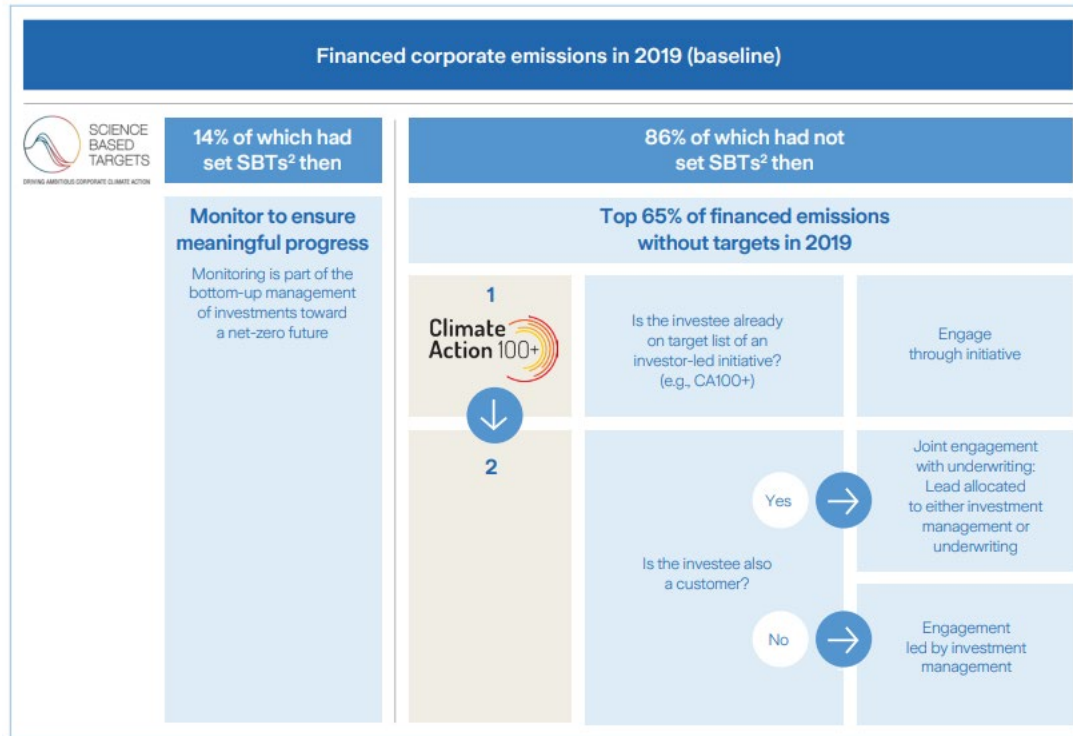 Financed corporate emissions in 2019 (baseline)
SCIENCE
BASED
TARGETS
DRIVING AMBITIOUS CORPORATE CLIMATE ACTION
14% of which had
set SBTs² then
86% of which had not
set SBTs² then
Monitor to ensure
meaningful progress
Monitoring is part of the
bottom-up management
of investments toward
a net-zero future
Top 65% of financed emissions
without targets in 2019
1
Climate
Action 100+
Is the investee already
on target list of an
investor-led initiative?
(e.g., CA100+)
Engage
through initiative
2
Is the investee also
a customer?
Yes
Joint engagement
with underwriting:
Lead allocated
to either investment
management or
underwriting
No
Engagement
led by investment
management